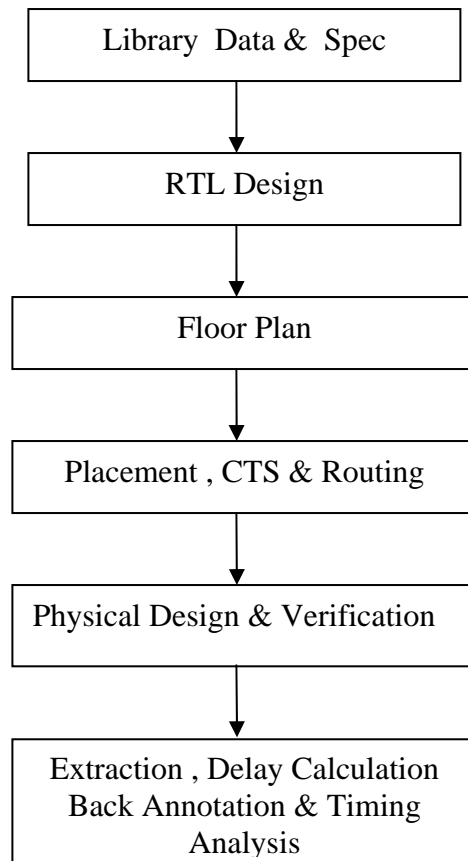 Library Data & Spec
RTL Design
Floor Plan
Placement , CTS & Routing
Physical Design & Verification
Extraction , Delay Calculation
Back Annotation & Timing
Analysis